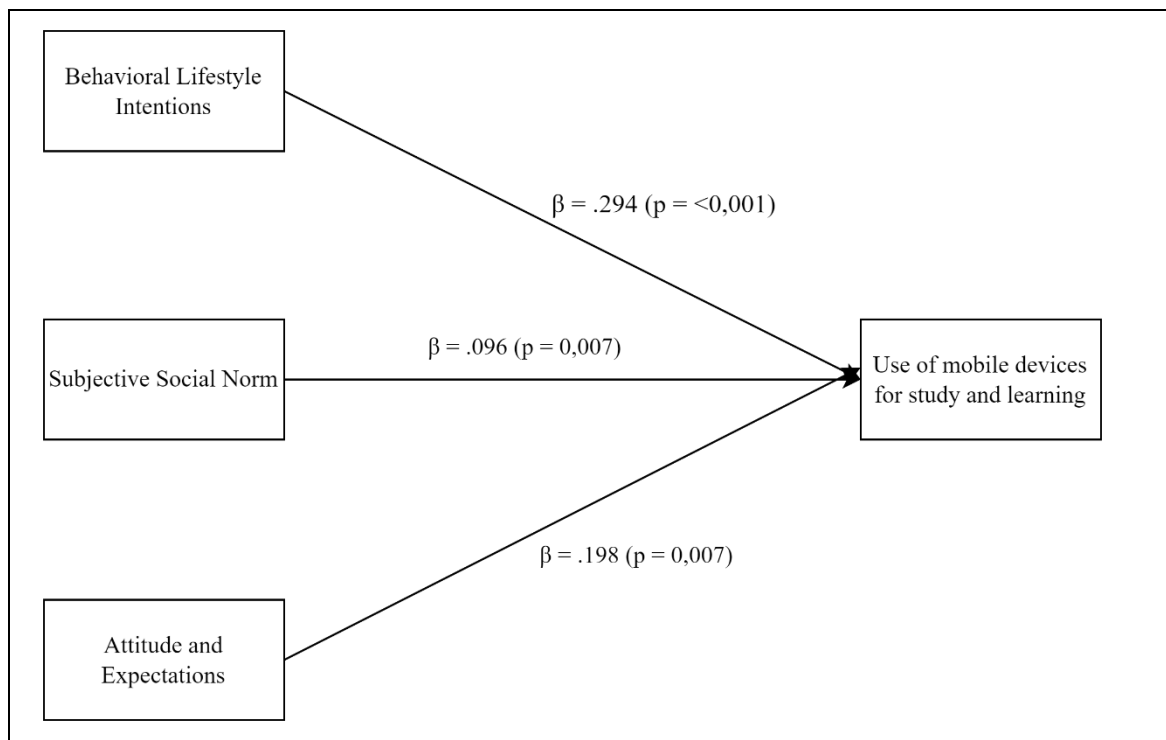 Behavioral Lifestyle
Intentions
β = .294 (p = <0,001)
β = .096 (p = 0,007)
Subjective Social Norm
Use of mobile devices
for study and learning
β = .198 (p = 0,007)
Attitude and
Expectations